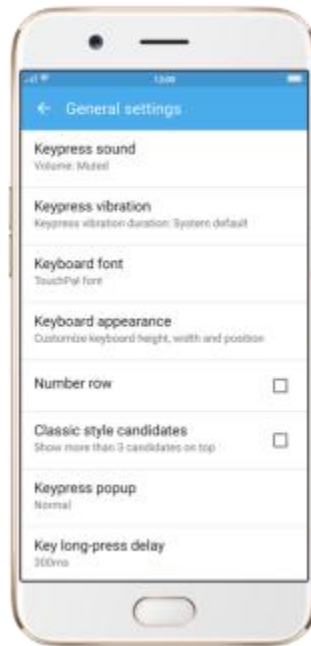 12:00
General settings
Keypress sound
Volume: Muted
Keypress vibration
Keypress vibration duration: System default
Keyboard font
TouchPal font
Keyboard appearance
Customize keyboard height, width and position
Number row
Classic style candidates
Show more than 3 candidates on top
Keypress popup
Normal
Key long-press delay
300ms